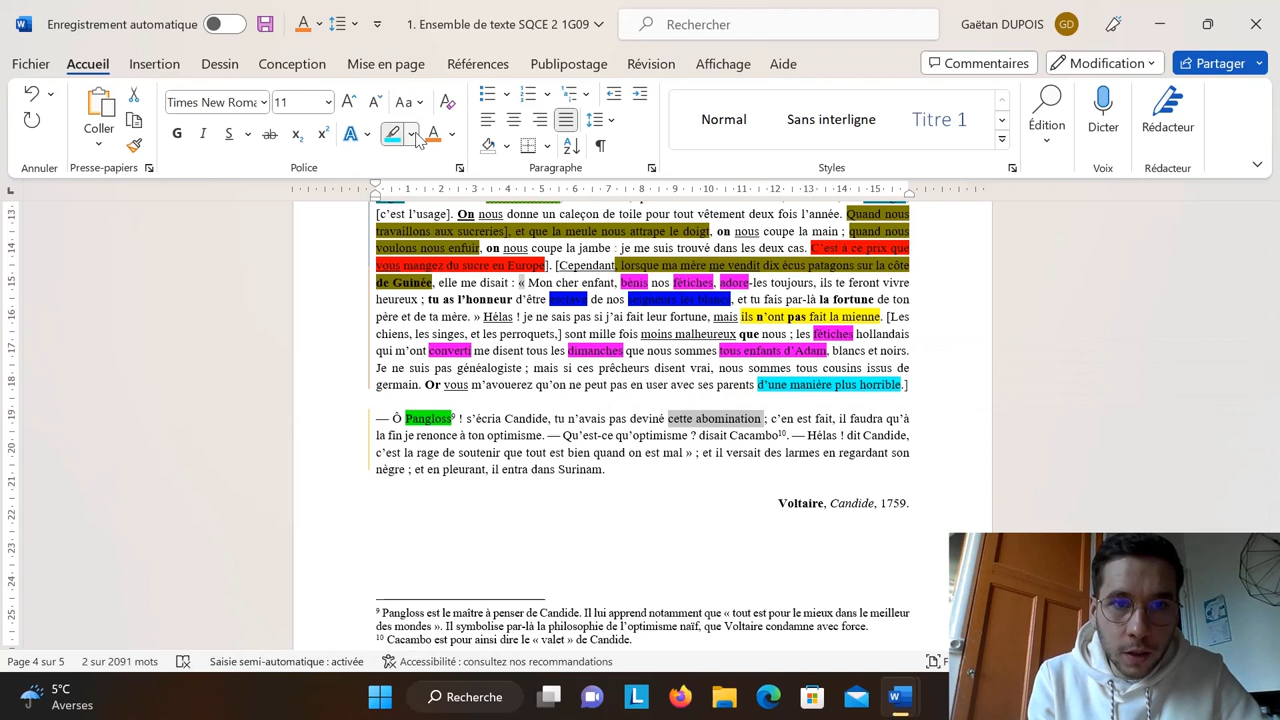 Enregistrement automatique
1. Ensemble de texte SQCE 2 1G09
Rechercher
Gaëtan DUPOIS
GD
Fichier
Accueil
Insertion
Dessin
Conception
Mise en page
Références
Publipostage
Révision
Affichage
Aide
Commentaires
Modification
Partager
Coller
Times New Roma
11
Aa
G
I
S
ab
Normal
Sans interligne
Titre 1
Édition
Dicter
Rédacteur
Annuler
Presse-papiers
Police
Paragraphe
Styles
Rédacteur
1 2 3 4 5 6 7 8 9 10 11 12 13 14 15
[c’est l’usage]. On nous donne un caleçon de toile pour tout vêtement deux fois l’année. Quand nous
travaillons aux sucreries], et que la meule nous attrape le doigt, on nous coupe la main ; quand nous
voulons nous enfuir, on nous coupe la jambe : je me suis trouvé dans les deux cas. C’est à ce prix que
vous mangez du sucre en Europe]. [Cependant, lorsque ma mère me vendit dix écus patagons sur la côte
de Guinée, elle me disait : « Mon cher enfant, bénis nos fétiches, adore-les toujours, ils te feront vivre
heureux ; tu as l’honneur d’être esclave de nos seigneurs les blancs, et tu fais par-là la fortune de ton
père et de ta mère. » Hélas ! je ne sais pas si j’ai fait leur fortune, mais ils n’ont pas fait la mienne. [Les
chiens, les singes, et les perroquets,] sont mille fois moins malheureux que nous ; les fétiches hollandais
qui m’ont converti me disent tous les dimanches que nous sommes tous enfants d’Adam, blancs et noirs.
Je ne suis pas généalogiste ; mais si ces prêcheurs disent vrai, nous sommes tous cousins issus de
germain. Or vous m’avouerez qu’on ne peut pas en user avec ses parents d’une manière plus horrible.]
— Ô Pangloss⁹ ! s’écria Candide, tu n’avais pas deviné cette abomination ; c’en est fait, il faudra qu’à
la fin je renonce à ton optimisme. — Qu’est-ce qu’optimisme ? disait Cacambo¹⁰. — Hélas ! dit Candide,
c’est la rage de soutenir que tout est bien quand on est mal » ; et il versait des larmes en regardant son
nègre ; et en pleurant, il entra dans Surinam.
Voltaire, Candide, 1759.
⁹ Pangloss est le maître à penser de Candide. Il lui apprend notamment que « tout est pour le mieux dans le meilleur
des mondes ». Il symbolise par-là la philosophie de l’optimisme naïf, que Voltaire condamne avec force.
¹⁰ Cacambo est pour ainsi dire le « valet » de Candide.
Page 4 sur 5
2 sur 2091 mots
Saisie semi-automatique : activée
Accessibilité : consultez nos recommandations
5°C
Averses
Recherche